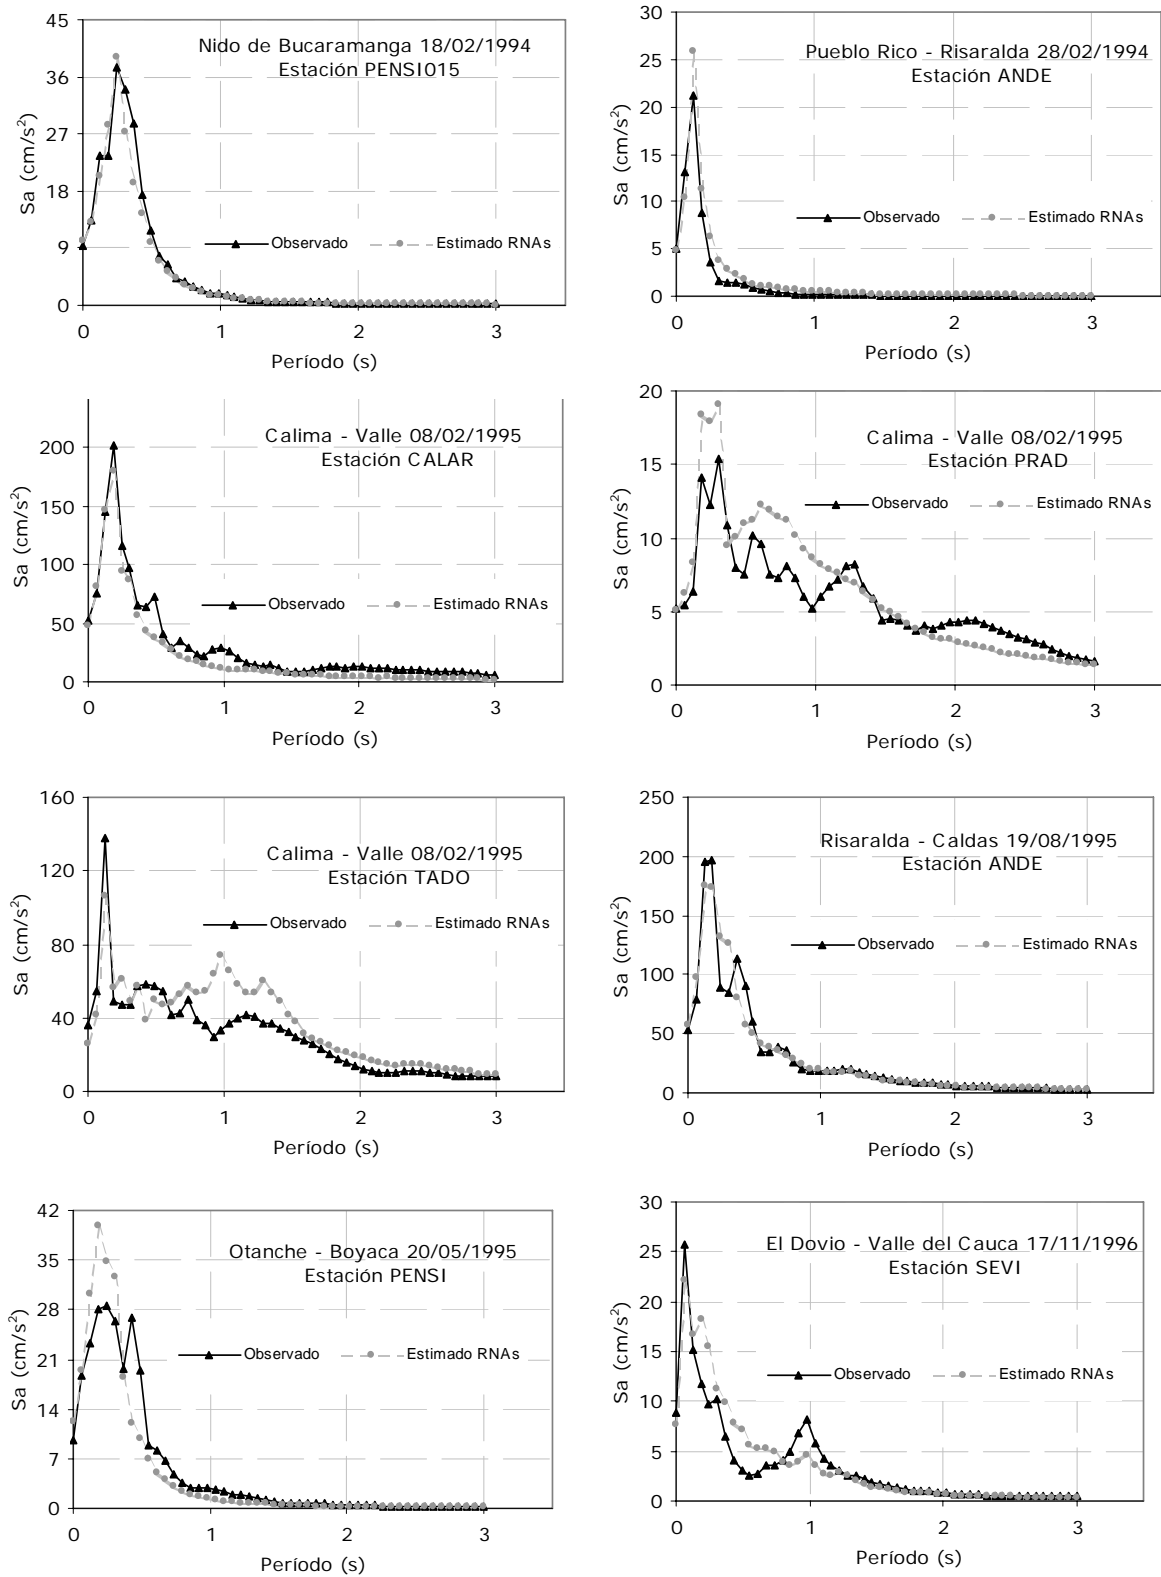 45
36
27
18
9
0
Sa (cm/s²)
Nido de Bucaramanga 18/02/1994
Estación PENSI015
Observado
Estimado RNAs
0 1 2 3
Período (s)
30
25
20
15
10
5
0
Sa (cm/s²)
Pueblo Rico - Risaralda 28/02/1994
Estación ANDE
Observado
Estimado RNAs
0 1 2 3
Período (s)
200
150
100
50
0
Sa (cm/s²)
Calima - Valle 08/02/1995
Estación CALAR
Observado
Estimado RNAs
0 1 2 3
Período (s)
20
15
10
5
0
Sa (cm/s²)
Calima - Valle 08/02/1995
Estación PRAD
Observado
Estimado RNAs
0 1 2 3
Período (s)
160
120
80
40
0
Sa (cm/s²)
Calima - Valle 08/02/1995
Estación TADO
Observado
Estimado RNAs
0 1 2 3
Período (s)
250
200
150
100
50
0
Sa (cm/s²)
Risaralda - Caldas 19/08/1995
Estación ANDE
Observado
Estimado RNAs
0 1 2 3
Período (s)
42
35
28
21
14
7
0
Sa (cm/s²)
Otanche - Boyaca 20/05/1995
Estación PENSI
Observado
Estimado RNAs
0 1 2 3
Período (s)
30
25
20
15
10
5
0
Sa (cm/s²)
El Dovio - Valle del Cauca 17/11/1996
Estación SEVI
Observado
Estimado RNAs
0 1 2 3
Período (s)